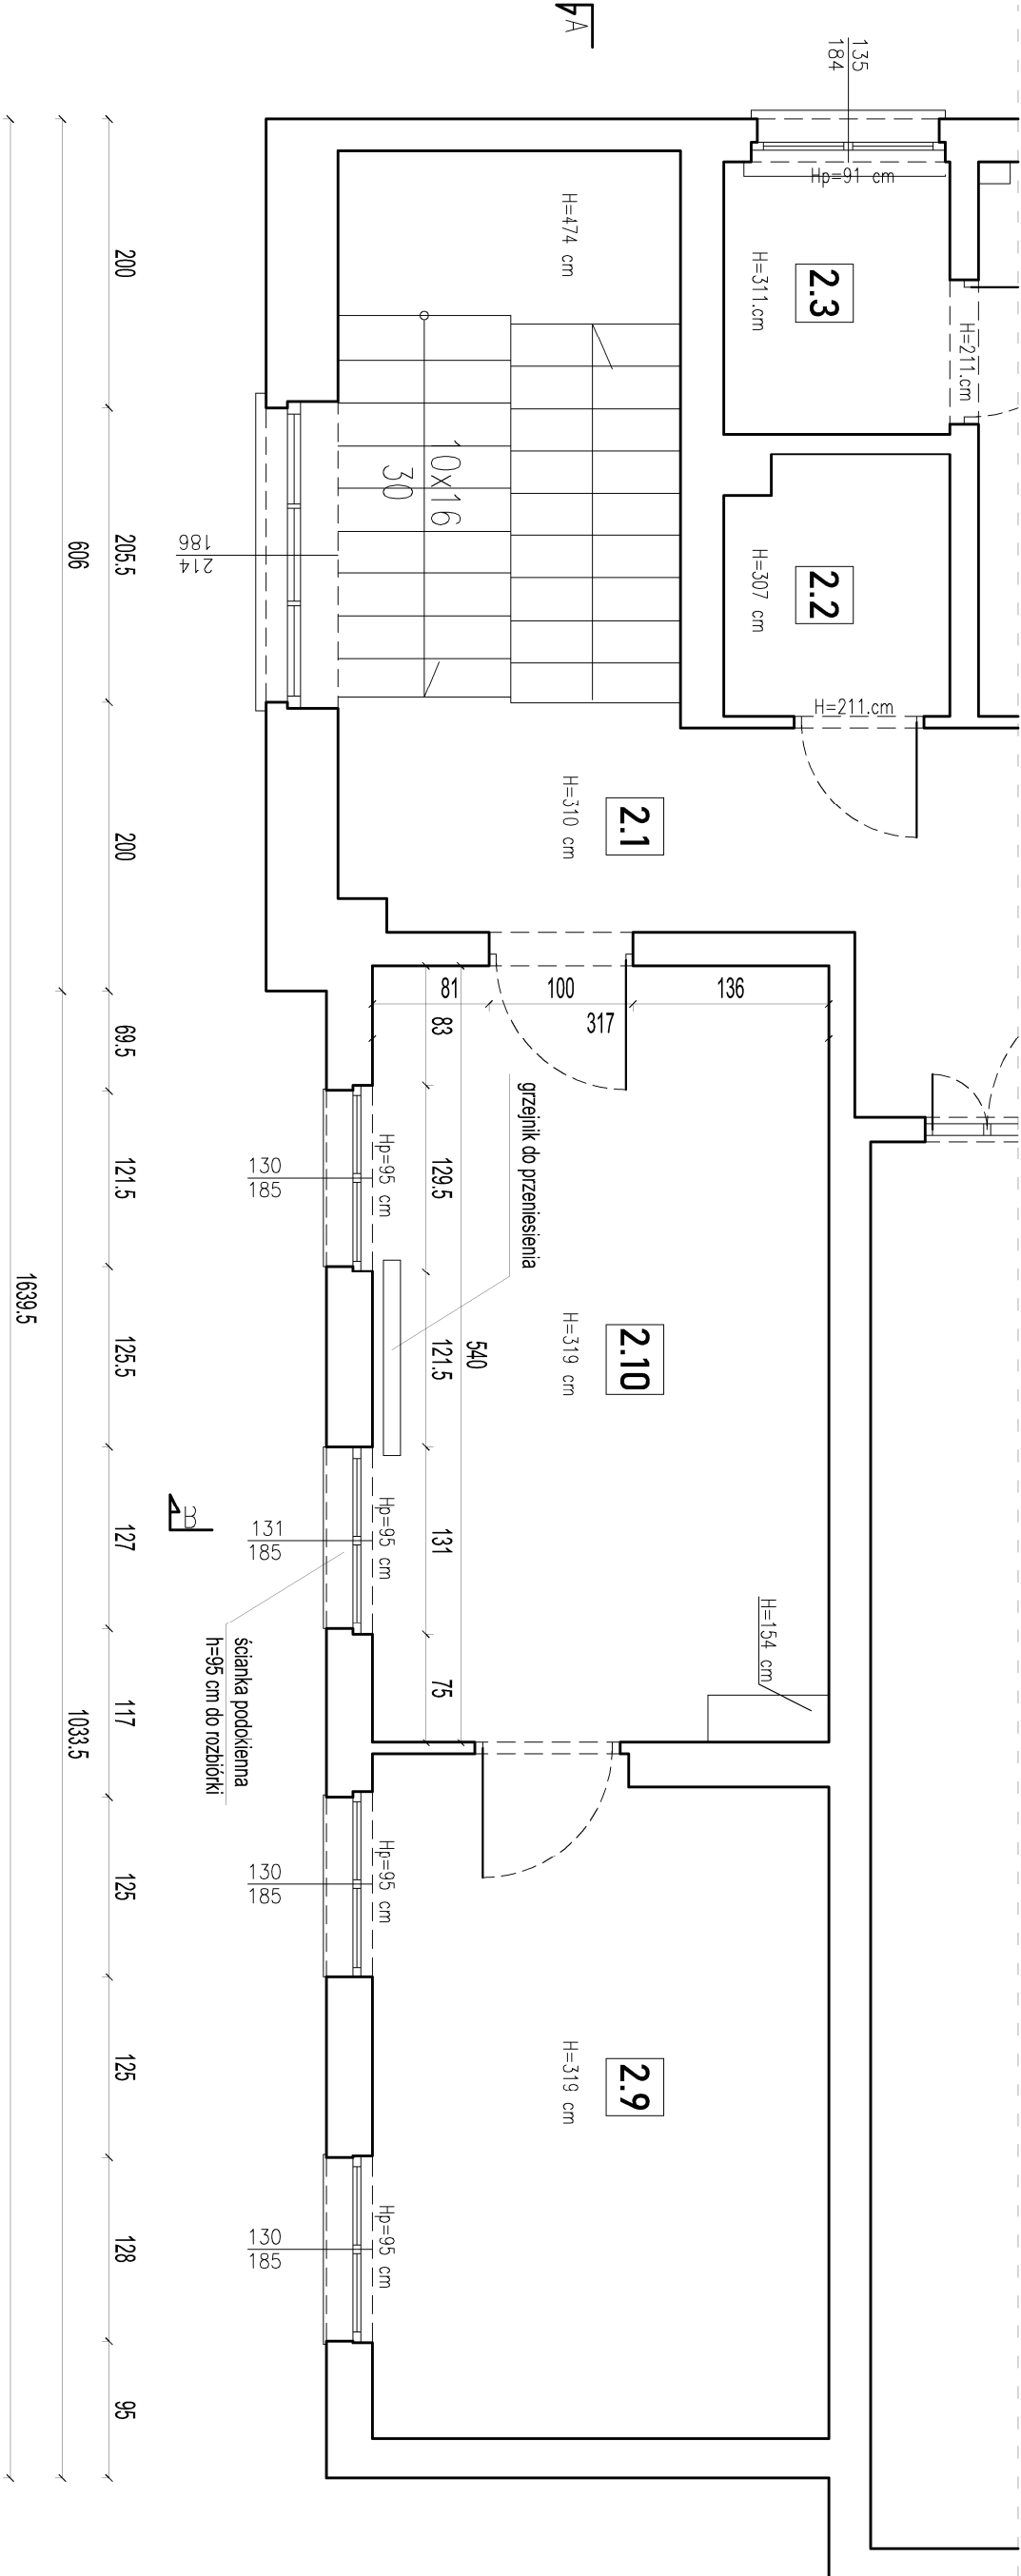 A
135
184
Hp=91 cm
2.3
H=311.cm
H=211.cm
H=474 cm
10x16
30
214
186
2.2
H=307 cm
H=211.cm
2.1
H=310 cm
136
100
81
317
83
129.5
121.5
131
75
540
grzejnik do przeniesienia
2.10
H=319 cm
H=154 cm
Hp=95 cm
130
185
Hp=95 cm
131
185
B
ścianka podokienna
h=95 cm do rozbiórki
2.9
H=319 cm
Hp=95 cm
130
185
Hp=95 cm
130
185
200
205.5
200
69.5
121.5
125.5
127
117
125
125
128
95
606
1033.5
1639.5